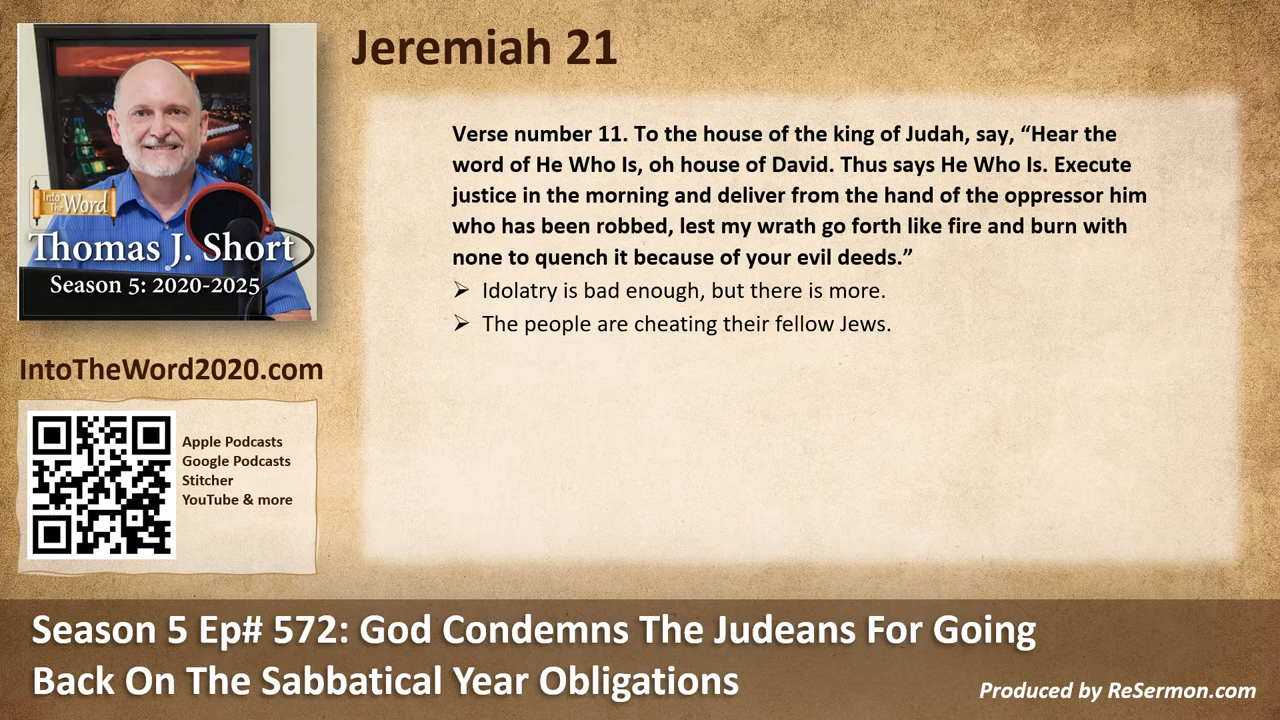 Jeremiah 21
Verse number 11. To the house of the king of Judah, say, “Hear the
word of He Who Is, oh house of David. Thus says He Who Is. Execute
justice in the morning and deliver from the hand of the oppressor him
who has been robbed, lest my wrath go forth like fire and burn with
none to quench it because of your evil deeds.”
➢ Idolatry is bad enough, but there is more.
➢ The people are cheating their fellow Jews.
Into
The Word
Thomas J. Short
Season 5: 2020-2025
IntoTheWord2020.com
Apple Podcasts
Google Podcasts
Stitcher
YouTube & more
Season 5 Ep# 572: God Condemns The Judeans For Going
Back On The Sabbatical Year Obligations
Produced by ReSermon.com